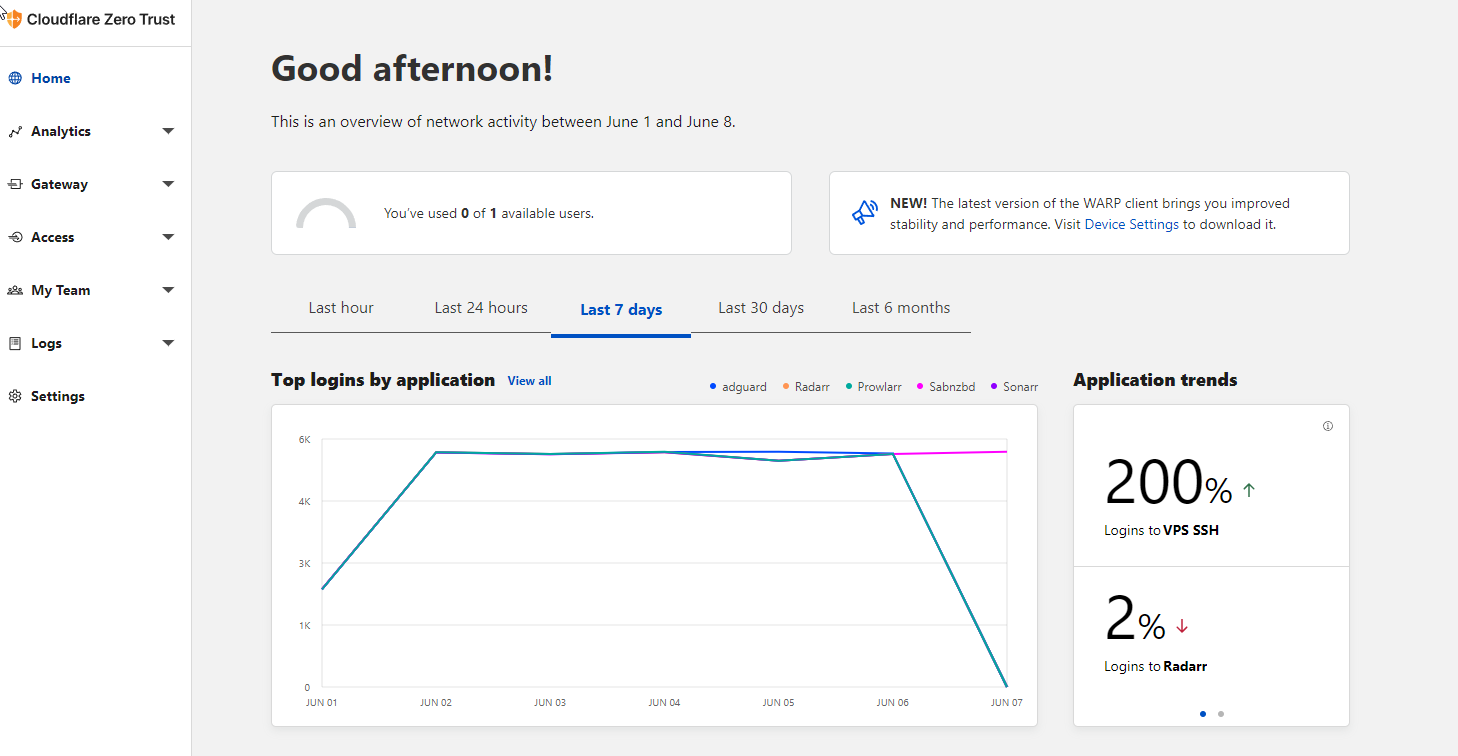 Cloudflare Zero Trust
Home
Analytics
Gateway
Access
My Team
Logs
Settings
Good afternoon!
This is an overview of network activity between June 1 and June 8.
You've used 0 of 1 available users.
NEW! The latest version of the WARP client brings you improved
stability and performance. Visit Device Settings to download it.
Last hour
Last 24 hours
Last 7 days
Last 30 days
Last 6 months
Top logins by application
View all
adguard
Radarr
Prowlarr
Sabnzbd
Sonarr
6K
4K
3K
1K
0
JUN 01
JUN 02
JUN 03
JUN 04
JUN 05
JUN 06
JUN 07
Application trends
200%
Logins to VPS SSH
2%
Logins to Radarr